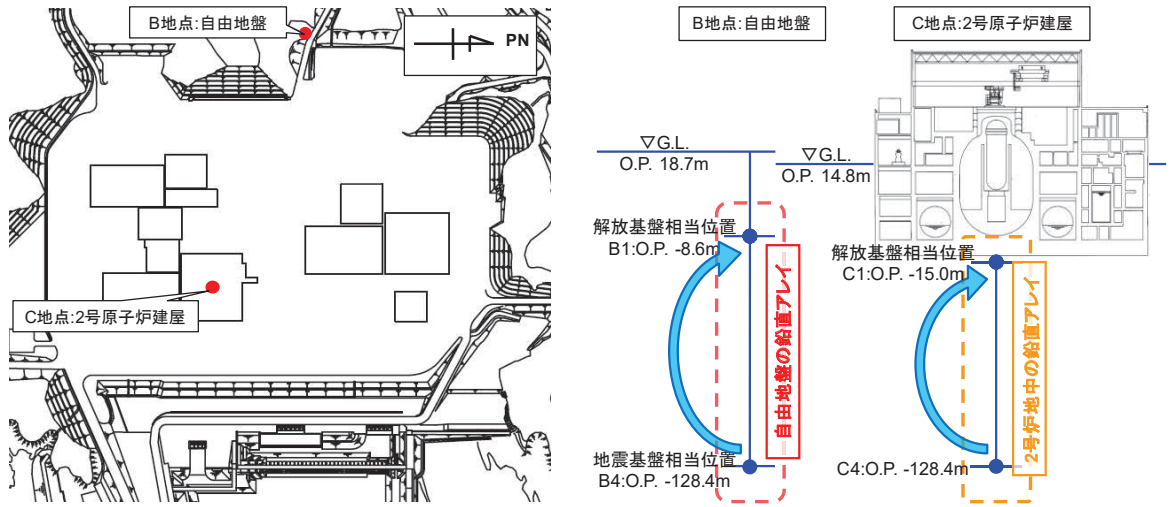 B地点:自由地盤
PN
C地点:2号原子炉建屋
B地点:自由地盤
▽G.L.
O.P. 18.7m
解放基盤相当位置
B1:O.P. -8.6m
自由地盤の鉛直アレイ
地震基盤相当位置
B4:O.P. -128.4m
C地点:2号原子炉建屋
▽G.L.
O.P. 14.8m
解放基盤相当位置
C1:O.P. -15.0m
2号炉地中の鉛直アレイ
C4:O.P. -128.4m